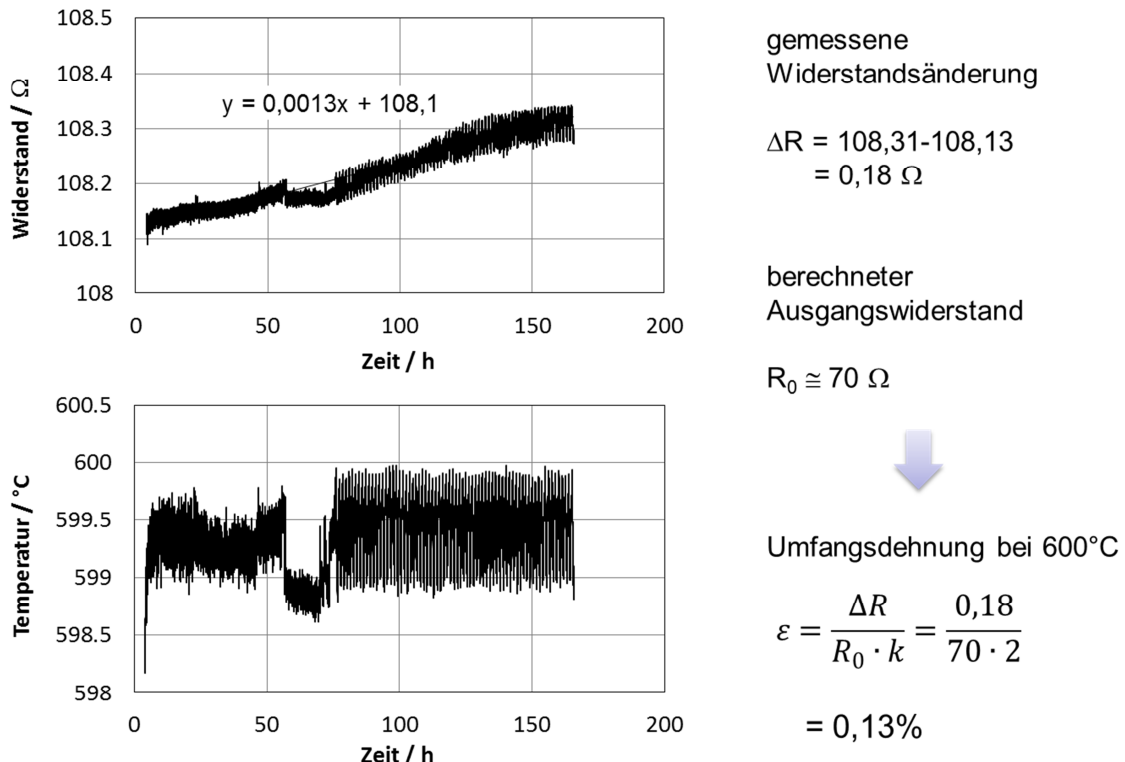 108.5
108.4
108.3
108.2
108.1
108
Widerstand / Ω
y = 0,0013x + 108,1
0 50 100 150 200
Zeit / h
600.5
600
599.5
599
598.5
598
Temperatur / °C
0 50 100 150 200
Zeit / h
gemessene
Widerstandsänderung
ΔR = 108,31-108,13
= 0,18 Ω
berechneter
Ausgangswiderstand
R₀ ≅ 70 Ω
Umfangsdehnung bei 600°C
ε = ΔR / (R₀ · k) = 0,18 / (70 · 2)
= 0,13%